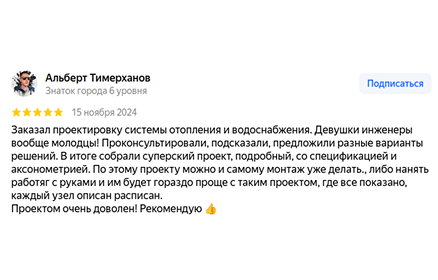 Альберт Тимерханов
Знаток города 6 уровня
Подписаться
15 ноября 2024
Заказал проектировку системы отопления и водоснабжения. Девушки инженеры
вообще молодцы! Проконсультировали, подсказали, предложили разные варианты
решений. В итоге собрали суперский проект, подробный, со спецификацией и
аксонометрией. По этому проекту можно и самому монтаж уже делать., либо нанять
работяг с руками и им будет гораздо проще с таким проектом, где все показано,
каждый узел описан расписан.
Проектом очень доволен! Рекомендую 👍